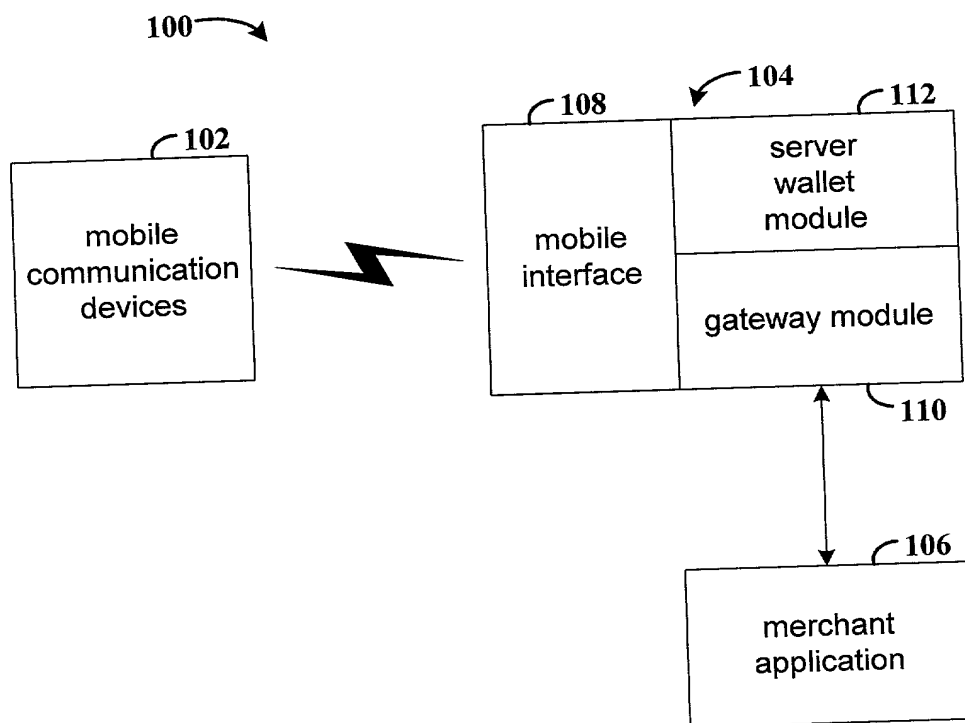 100
102
mobile
communication
devices
108
104
112
mobile
interface
server
wallet
module
gateway module
110
106
merchant
application